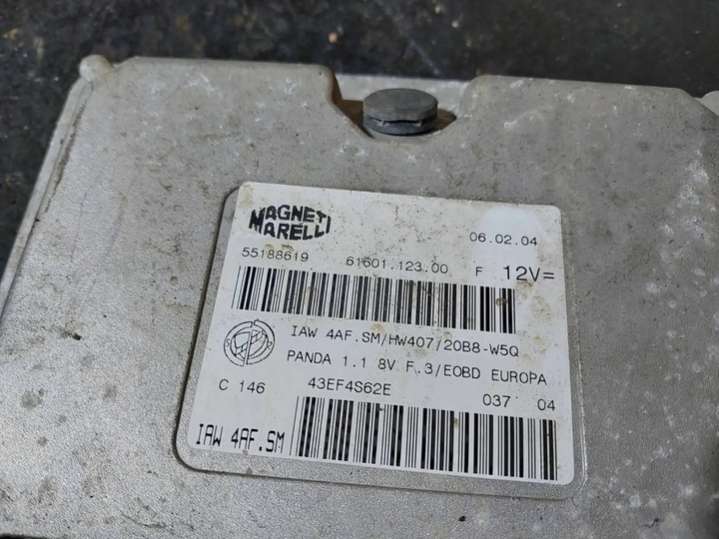 MAGNETI
MARELLI
06.02.04
55188619 61601.123.00 F 12V=
IAW 4AF.SM/HW407/20B8-W5Q
PANDA 1.1 8V F.3/EOBD EUROPA
C 146 43EF4S62E 037 04
IAW 4AF.SM